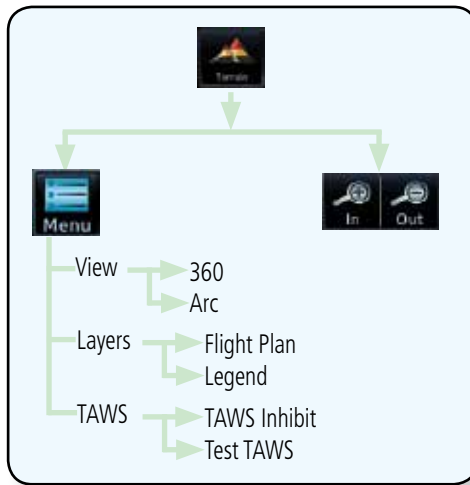 Terrain
Menu
In Out
View
360
Arc
Layers
Flight Plan
Legend
TAWS
TAWS Inhibit
Test TAWS